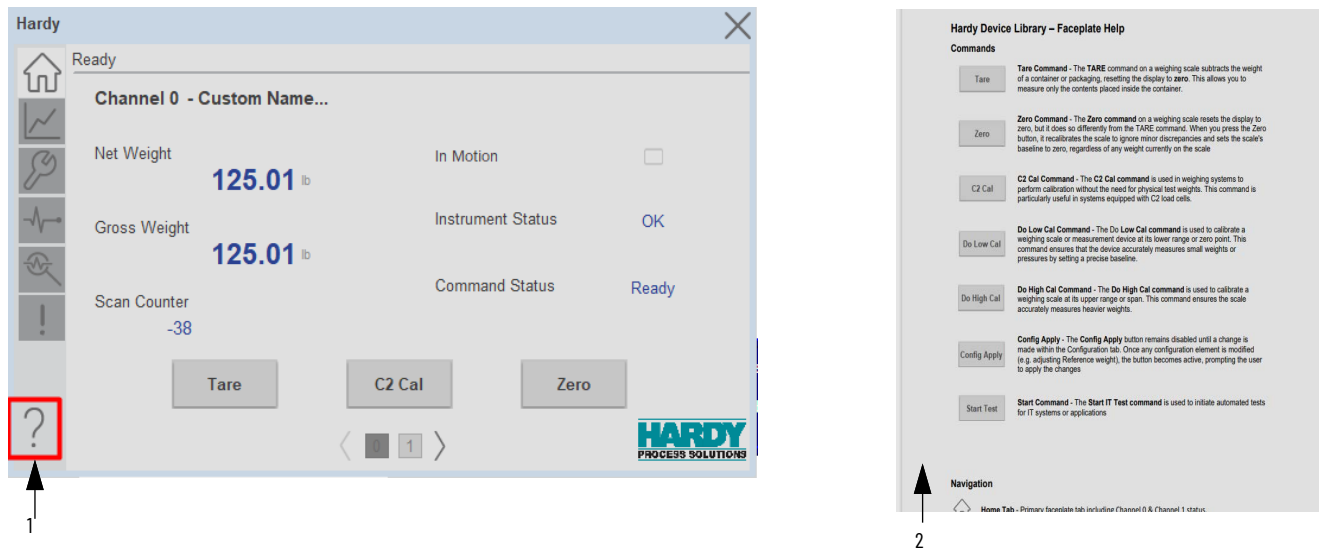 Hardy
Ready
Channel 0 - Custom Name...
Net Weight
125.01 lb
In Motion
Gross Weight
125.01 lb
Instrument Status
OK
Scan Counter
-38
Command Status
Ready
Tare
C2 Cal
Zero
0
1
HARDY
PROCESS SOLUTIONS
?
!
1
Hardy Device Library – Faceplate Help
Commands
Tare
Tare Command - The TARE command on a weighing scale subtracts the weight
of a container or packaging, resetting the display to zero. This allows you to
measure only the contents placed inside the container.
Zero
Zero Command - The Zero command on a weighing scale resets the display to
zero, but it does so differently from the TARE command. When you press the Zero
button, it recalibrates the scale to ignore minor discrepancies and sets the scale's
baseline to zero, regardless of any weight currently on the scale
C2 Cal
C2 Cal Command - The C2 Cal command is used in weighing systems to
perform calibration without the need for physical test weights. This command is
particularly useful in systems equipped with C2 load cells.
Do Low Cal
Do Low Cal Command - The Do Low Cal command is used to calibrate a
weighing scale or measurement device at its lower range or zero point. This
command ensures that the device accurately measures small weights or
pressures by setting a precise baseline.
Do High Cal
Do High Cal Command - The Do High Cal command is used to calibrate a
weighing scale at its upper range or span. This command ensures the scale
accurately measures heavier weights.
Config Apply
Config Apply - The Config Apply button remains disabled until a change is
made within the Configuration tab. Once any configuration element is modified
(e.g. adjusting Reference weight), the button becomes active, prompting the user
to apply the changes
Start Test
Start Command - The Start IT Test command is used to initiate automated tests
for IT systems or applications
Navigation
Home Tab - Primary faceplate tab including Channel 0 & Channel 1 status.
2